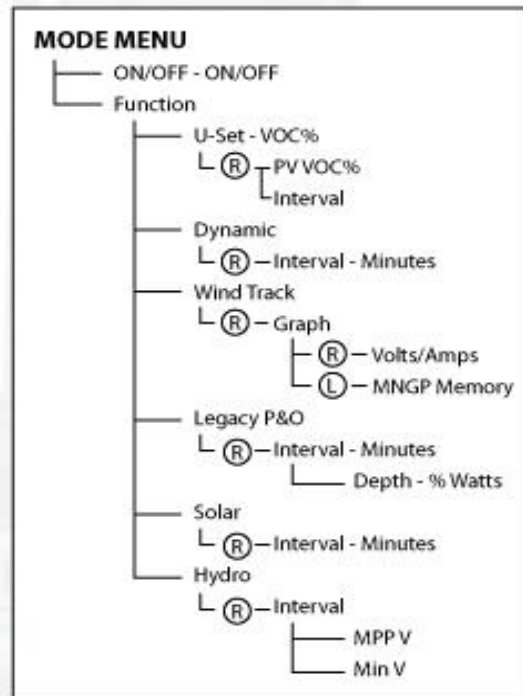 MODE MENU
ON/OFF - ON/OFF
Function
U-Set - VOC%
R PV VOC%
Interval
Dynamic
R Interval - Minutes
Wind Track
R Graph
R Volts/Amps
L MNGP Memory
Legacy P&O
R Interval - Minutes
Depth - % Watts
Solar
R Interval - Minutes
Hydro
R Interval
MPP V
Min V